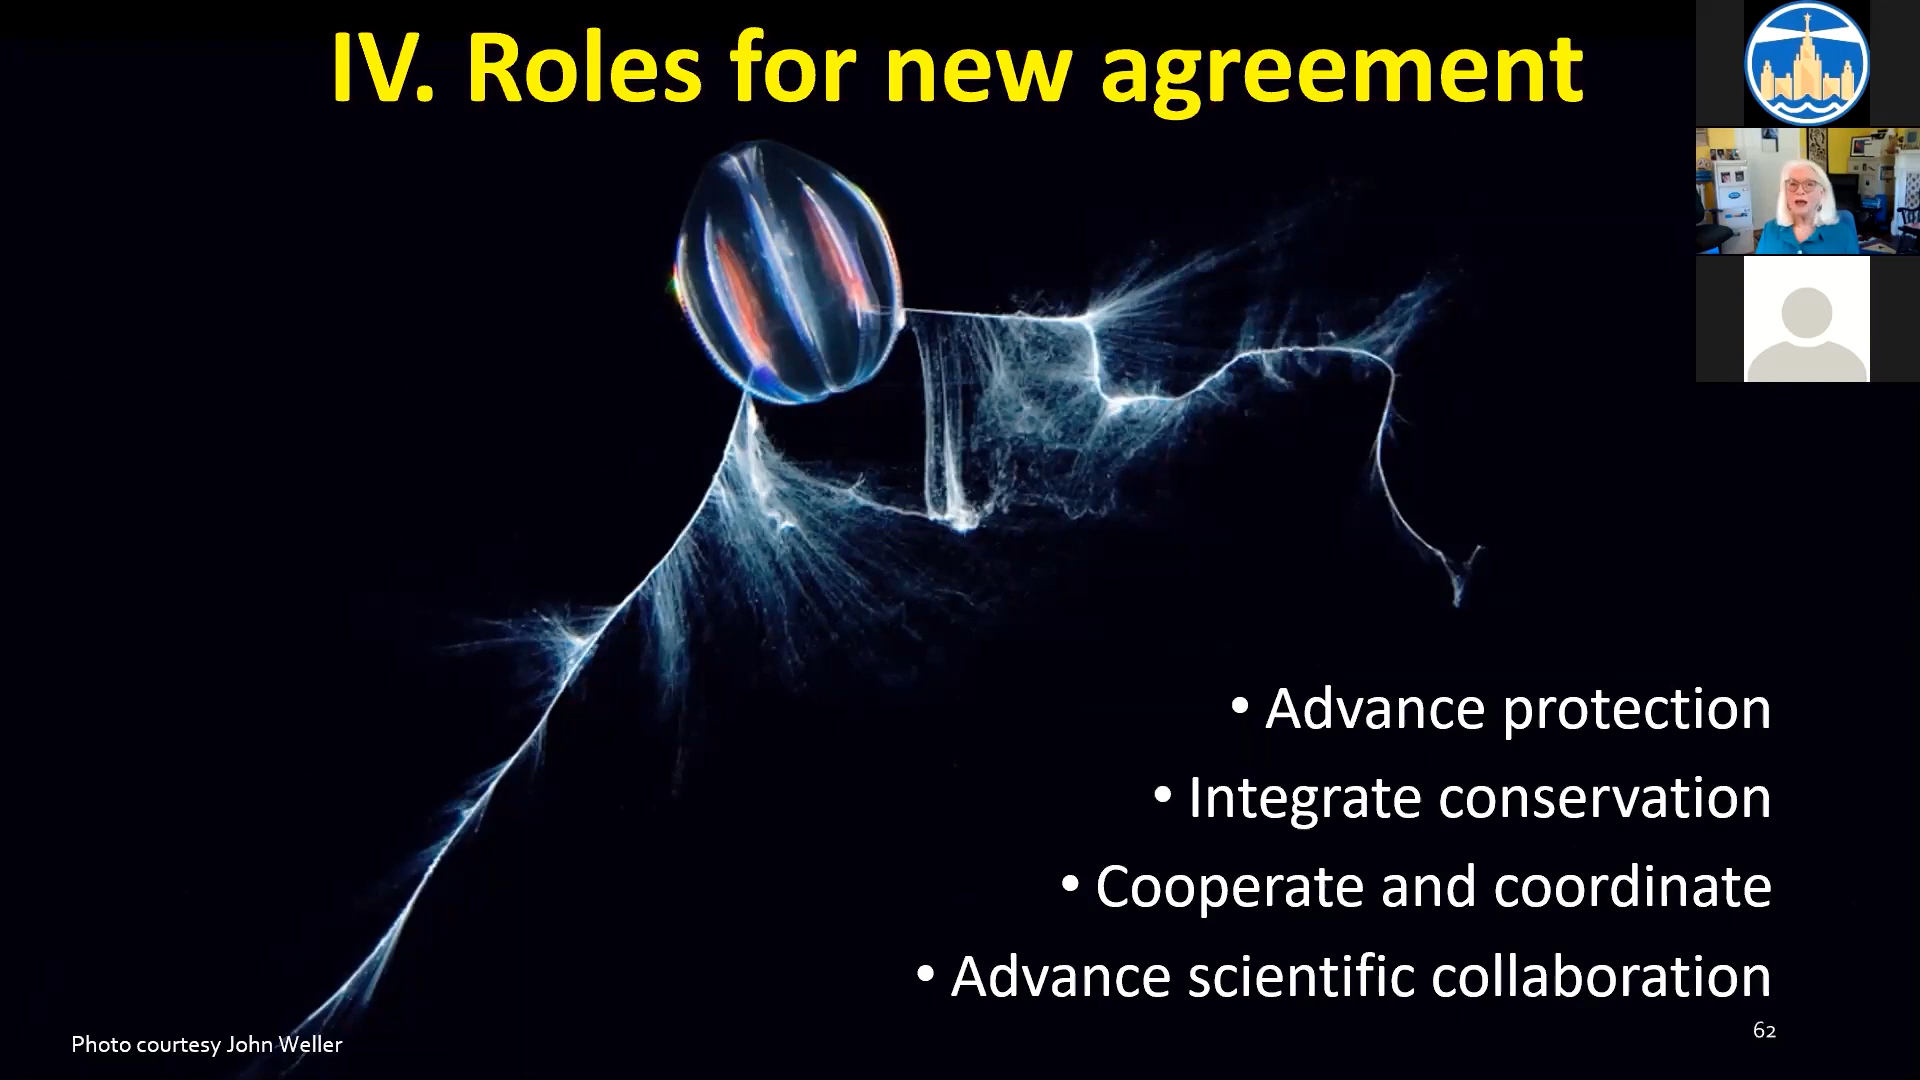 IV. Roles for new agreement
• Advance protection
• Integrate conservation
• Cooperate and coordinate
• Advance scientific collaboration
Photo courtesy John Weller
62